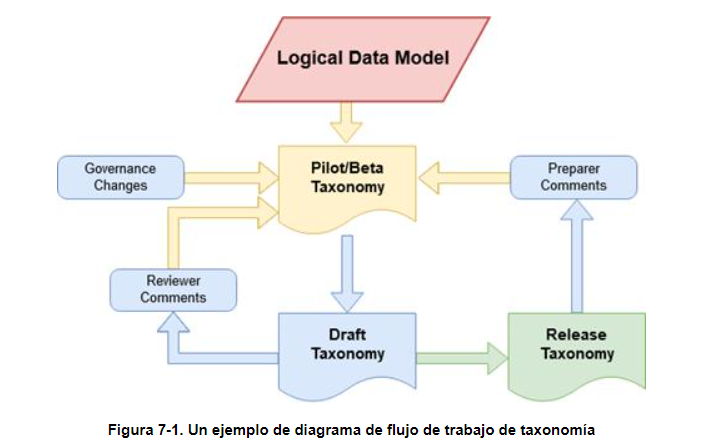 Logical Data Model
Governance
Changes
Pilot/Beta
Taxonomy
Preparer
Comments
Reviewer
Comments
Draft
Taxonomy
Release
Taxonomy
Figura 7-1. Un ejemplo de diagrama de flujo de trabajo de taxonomía